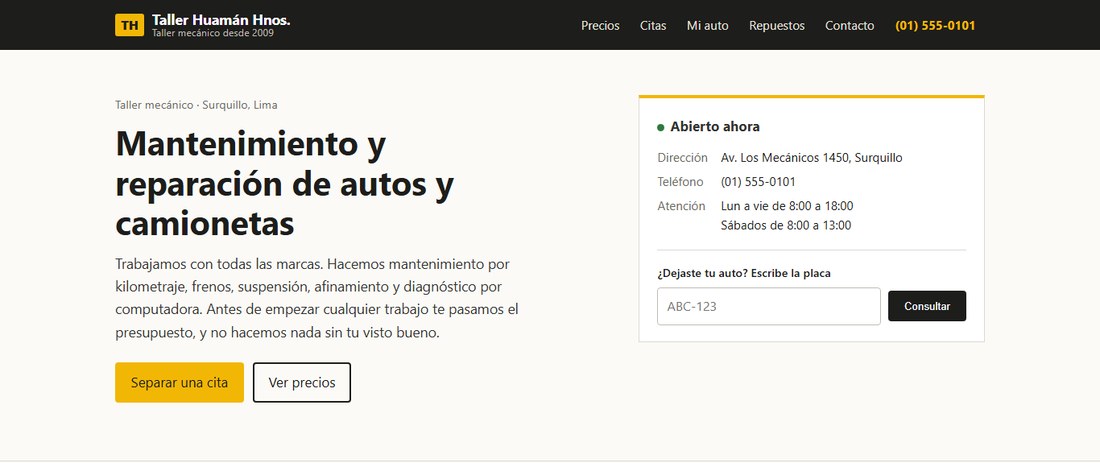 TH
Taller Huamán Hnos.
Taller mecánico desde 2009
Precios
Citas
Mi auto
Repuestos
Contacto
(01) 555-0101
Taller mecánico · Surquillo, Lima
Mantenimiento y
reparación de autos y
camionetas
Trabajamos con todas las marcas. Hacemos mantenimiento por
kilometraje, frenos, suspensión, afinamiento y diagnóstico por
computadora. Antes de empezar cualquier trabajo te pasamos el
presupuesto, y no hacemos nada sin tu visto bueno.
Separar una cita
Ver precios
Abierto ahora
Dirección Av. Los Mecánicos 1450, Surquillo
Teléfono (01) 555-0101
Atención Lun a vie de 8:00 a 18:00
Sábados de 8:00 a 13:00
¿Dejaste tu auto? Escribe la placa
ABC-123
Consultar